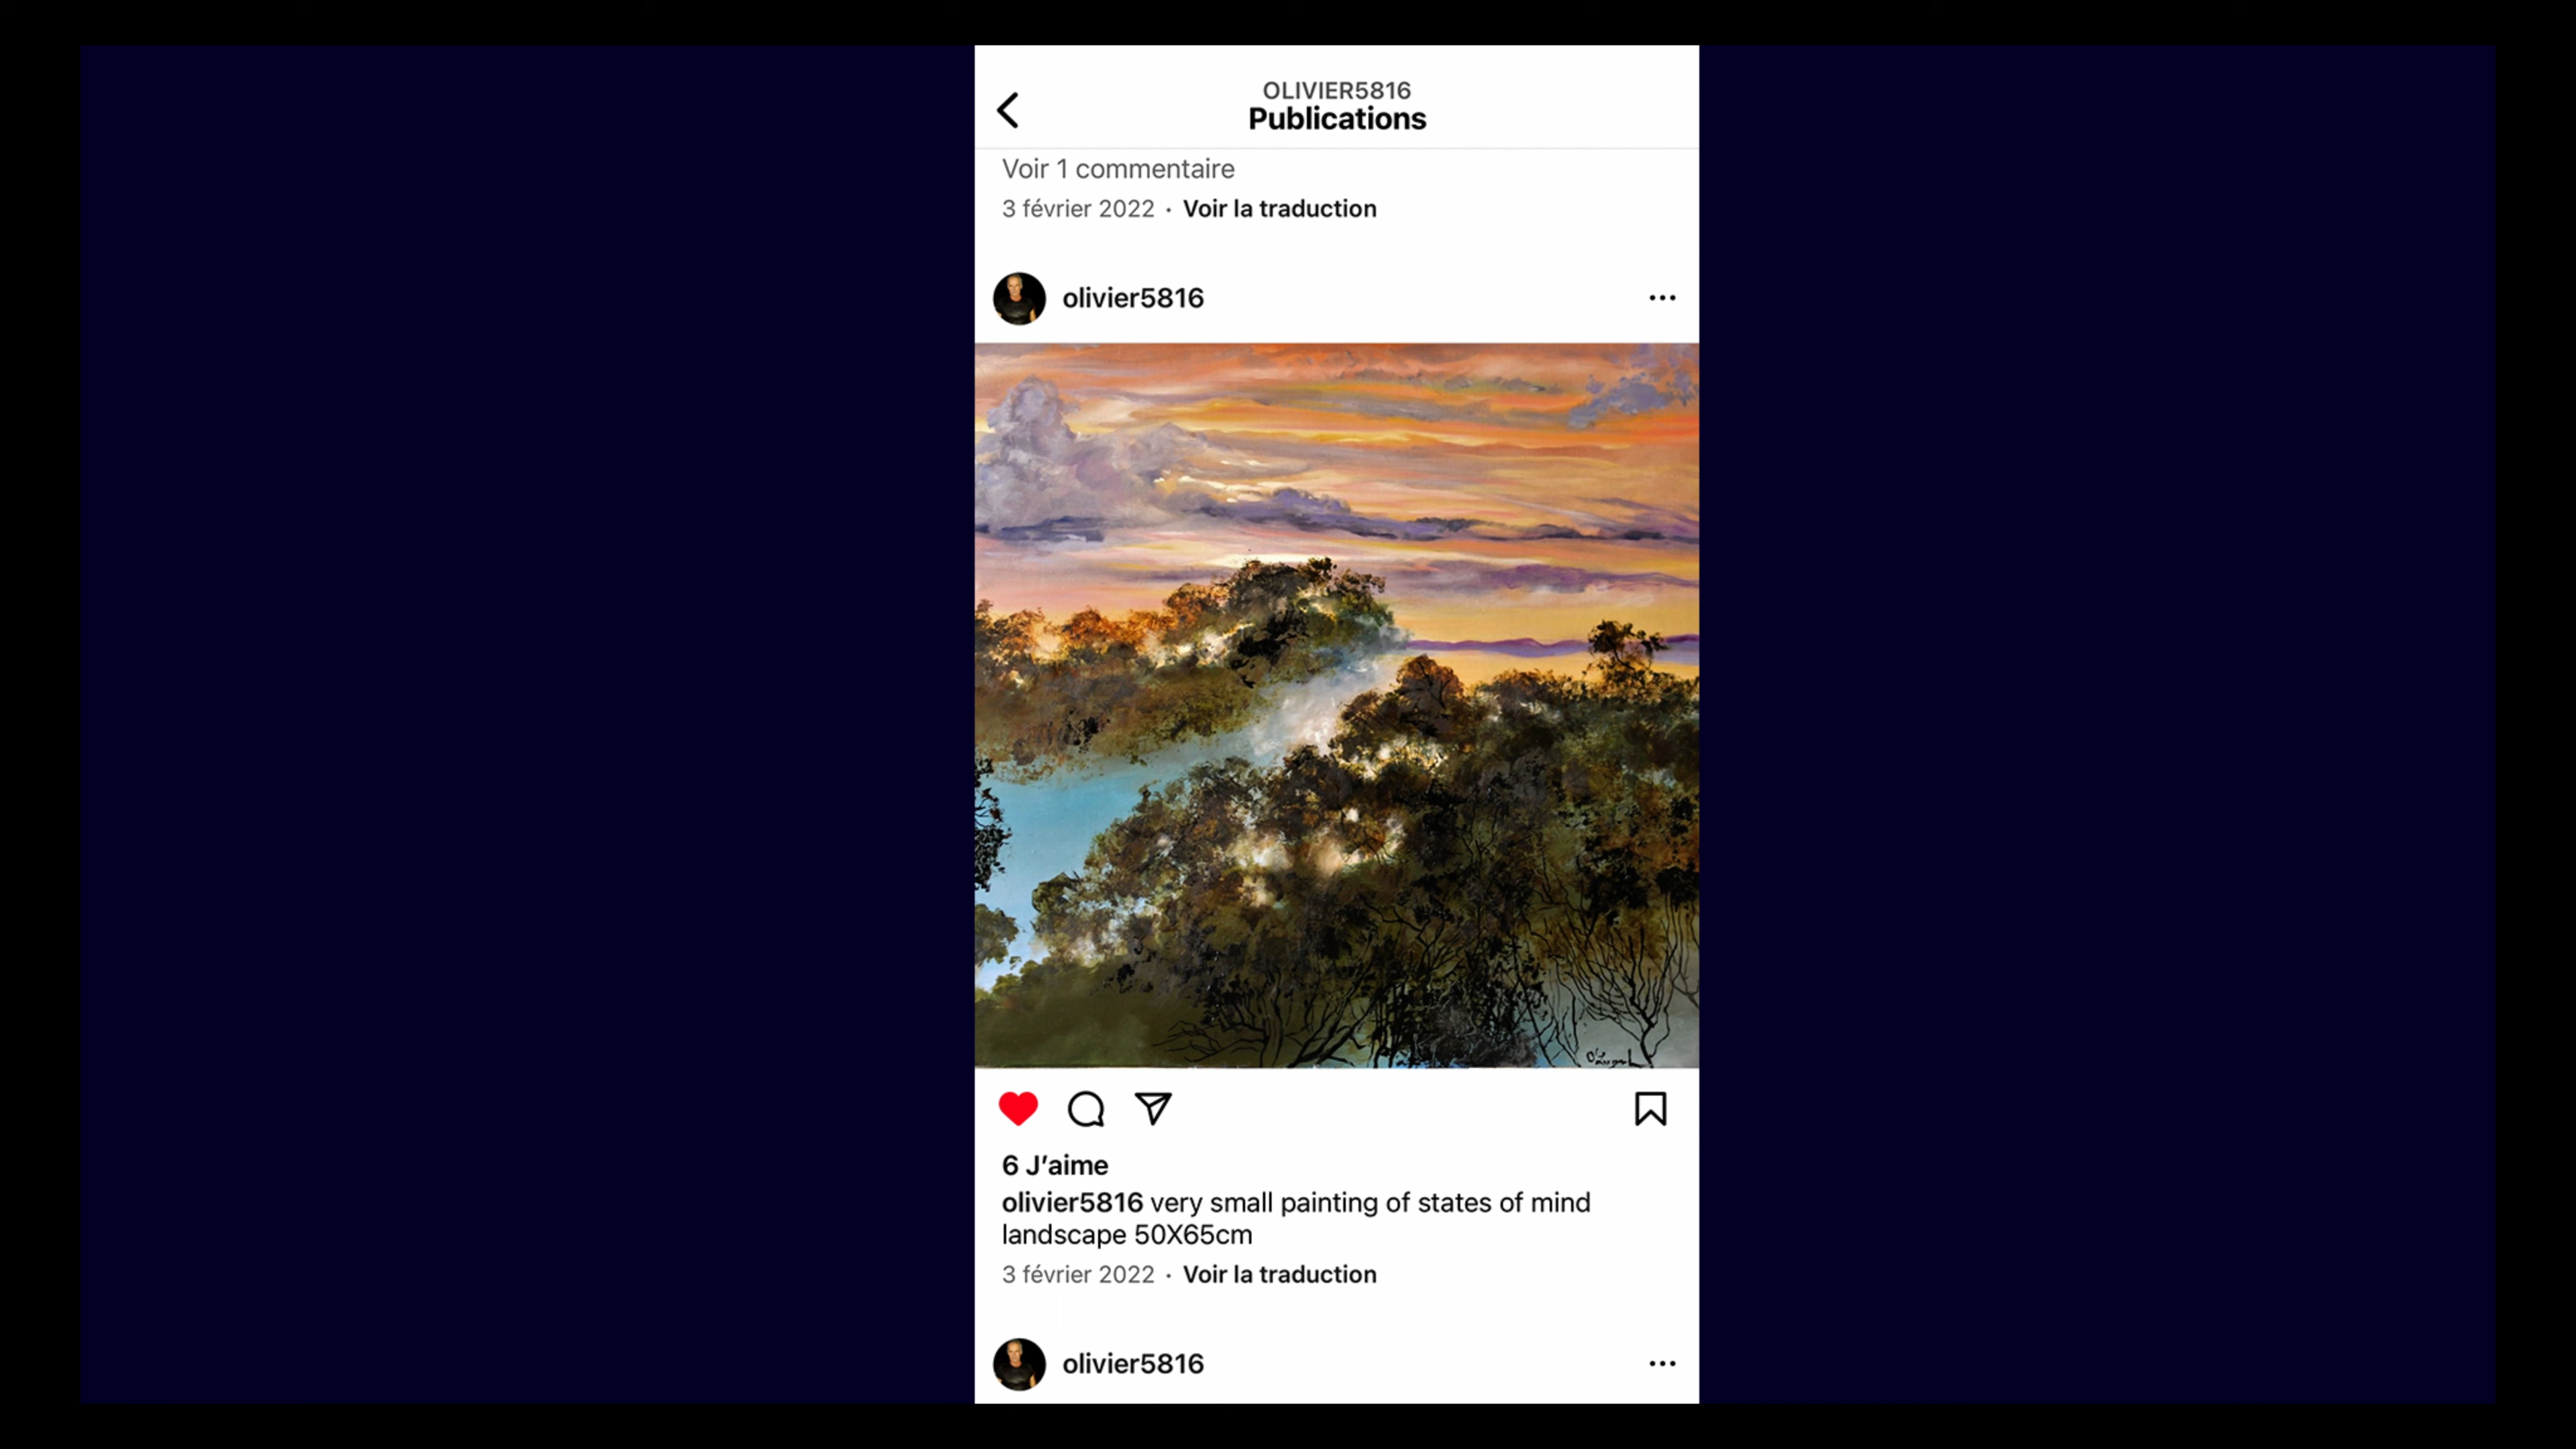 OLIVIER5816
Publications
Voir 1 commentaire
3 février 2022 · Voir la traduction
olivier5816
6 J’aime
olivier5816 very small painting of states of mind
landscape 50X65cm
3 février 2022 · Voir la traduction
olivier5816